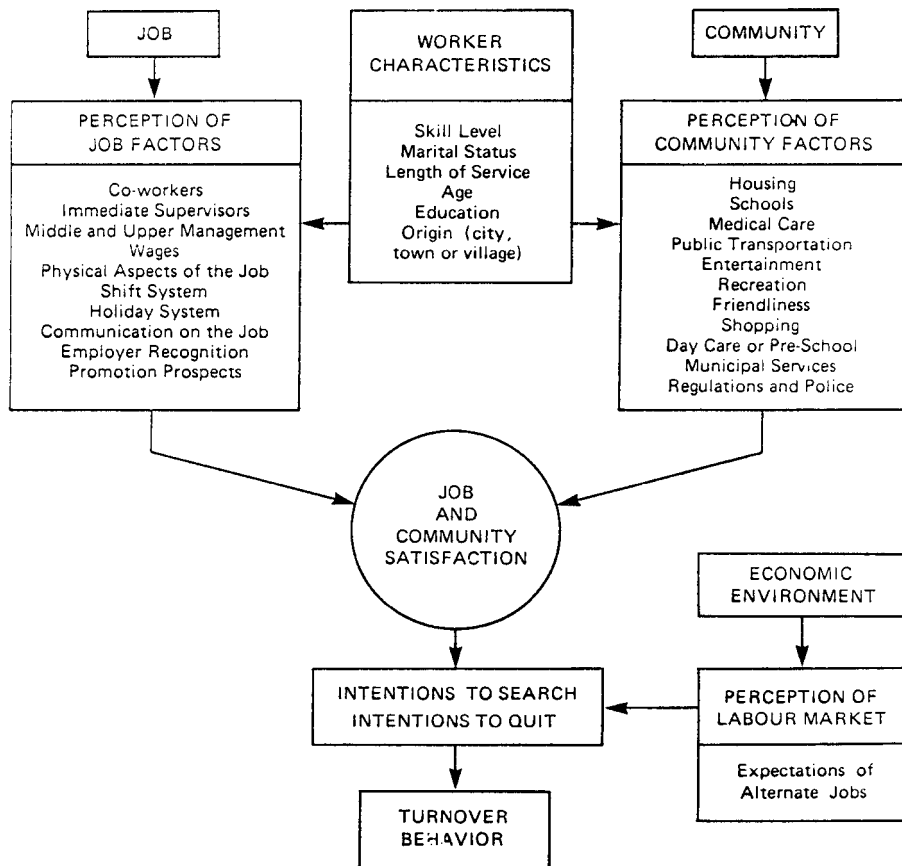 JOB
PERCEPTION OF
JOB FACTORS
Co-workers
Immediate Supervisors
Middle and Upper Management
Wages
Physical Aspects of the Job
Shift System
Holiday System
Communication on the Job
Employer Recognition
Promotion Prospects
WORKER
CHARACTERISTICS
Skill Level
Marital Status
Length of Service
Age
Education
Origin (city,
town or village)
COMMUNITY
PERCEPTION OF
COMMUNITY FACTORS
Housing
Schools
Medical Care
Public Transportation
Entertainment
Recreation
Friendliness
Shopping
Day Care or Pre-School
Municipal Services
Regulations and Police
JOB
AND
COMMUNITY
SATISFACTION
ECONOMIC
ENVIRONMENT
PERCEPTION OF
LABOUR MARKET
Expectations of
Alternate Jobs
INTENTIONS TO SEARCH
INTENTIONS TO QUIT
TURNOVER
BEHAVIOR